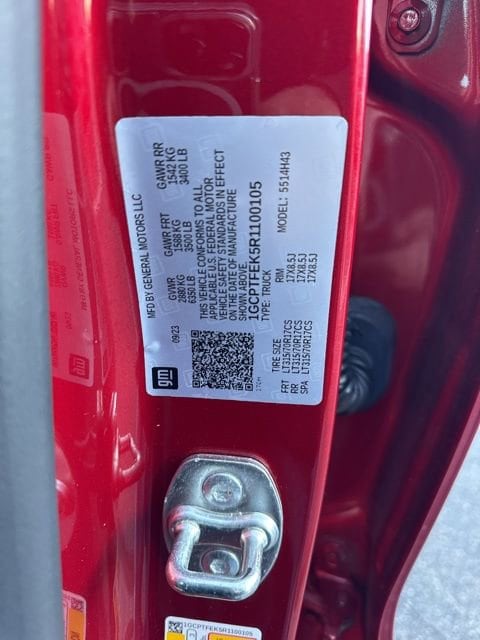 MFD BY GENERAL MOTORS LLC
09/23
GVWR
2880 KG
6350 LB
GAWR FRT
1588 KG
3500 LB
GAWR RR
1542 KG
3400 LB
THIS VEHICLE CONFORMS TO ALL
APPLICABLE U.S. FEDERAL MOTOR
VEHICLE SAFETY STANDARDS IN EFFECT
ON THE DATE OF MANUFACTURE
SHOWN ABOVE.
1GCPTFEK5R1100105
TYPE: TRUCK
MODEL: 5514H43
TIRE SIZE
RIM
FRT LT315/70R17CS 17X8.5J
RR LT315/70R17CS 17X8.5J
SPA LT315/70R17CS 17X8.5J
gm
1GCPTFEK5R1100105